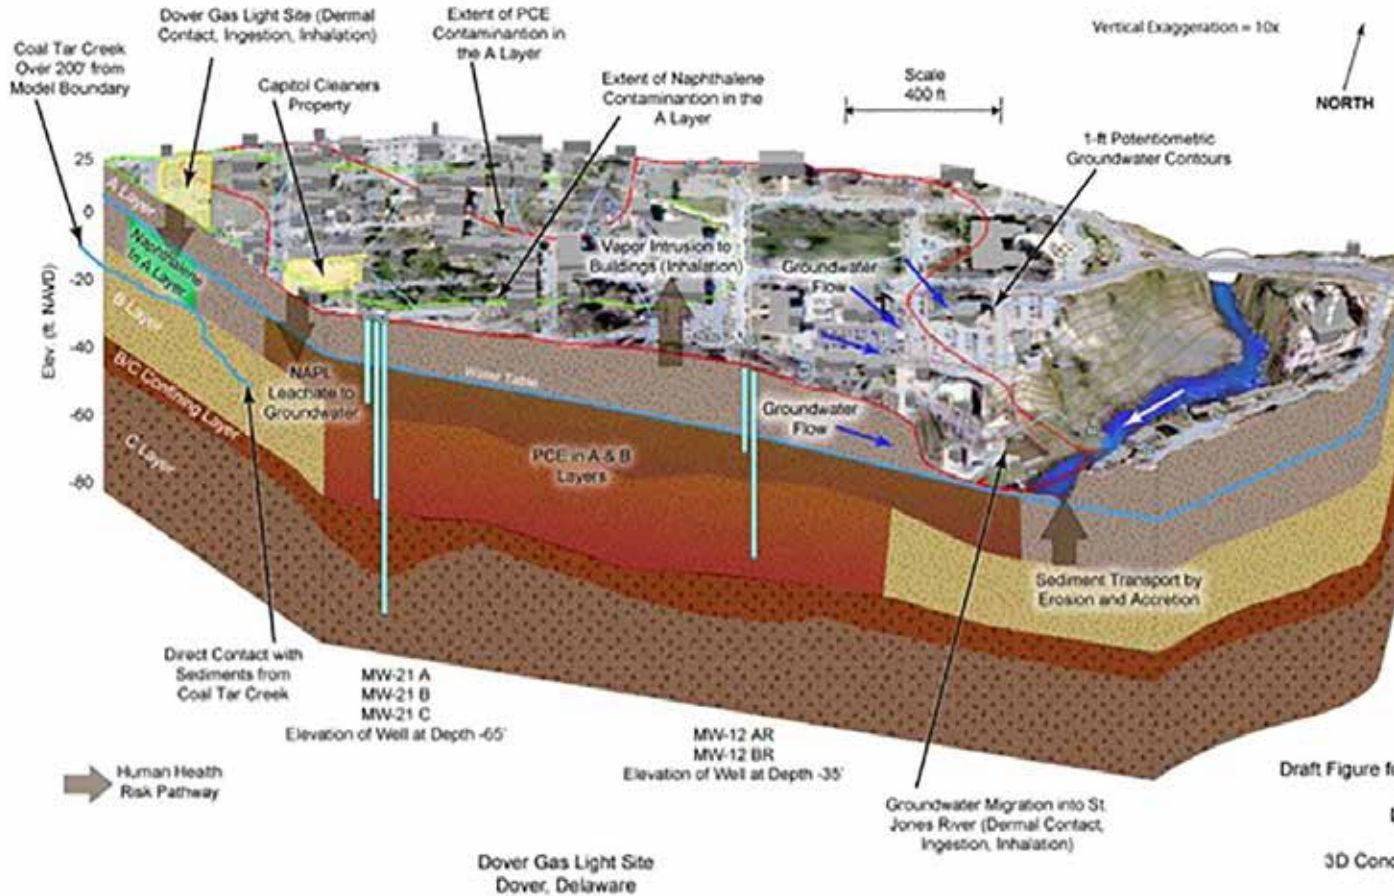 Dover Gas Light Site (Dermal
Contact, Ingestion, Inhalation)
Extent of PCE
Contaminantion in
the A Layer
Vertical Exaggeration = 10x
Coal Tar Creek
Over 200' from
Model Boundary
Capitol Cleaners
Property
Extent of Naphthalene
Contaminantion in the
A Layer
Scale
400 ft
NORTH
1-ft Potentiometric
Groundwater Contours
25
0
-20
-40
-60
-80
Elev. (ft. NAVD)
A Layer
Naphthalene
In A Layer
B Layer
B/C Confining Layer
C Layer
Vapor Intrusion to
Buildings (Inhalation)
Groundwater
Flow
NAPL
Leachate to
Groundwater
Water Table
Groundwater
Flow
PCE in A & B
Layers
Sediment Transport by
Erosion and Accretion
Direct Contact with
Sediments from
Coal Tar Creek
MW-21 A
MW-21 B
MW-21 C
Elevation of Well at Depth -65'
MW-12 AR
MW-12 BR
Elevation of Well at Depth -35'
Human Health
Risk Pathway
Groundwater Migration into St.
Jones River (Dermal Contact,
Ingestion, Inhalation)
Draft Figure
3D
Dover Gas Light Site
Dover, Delaware